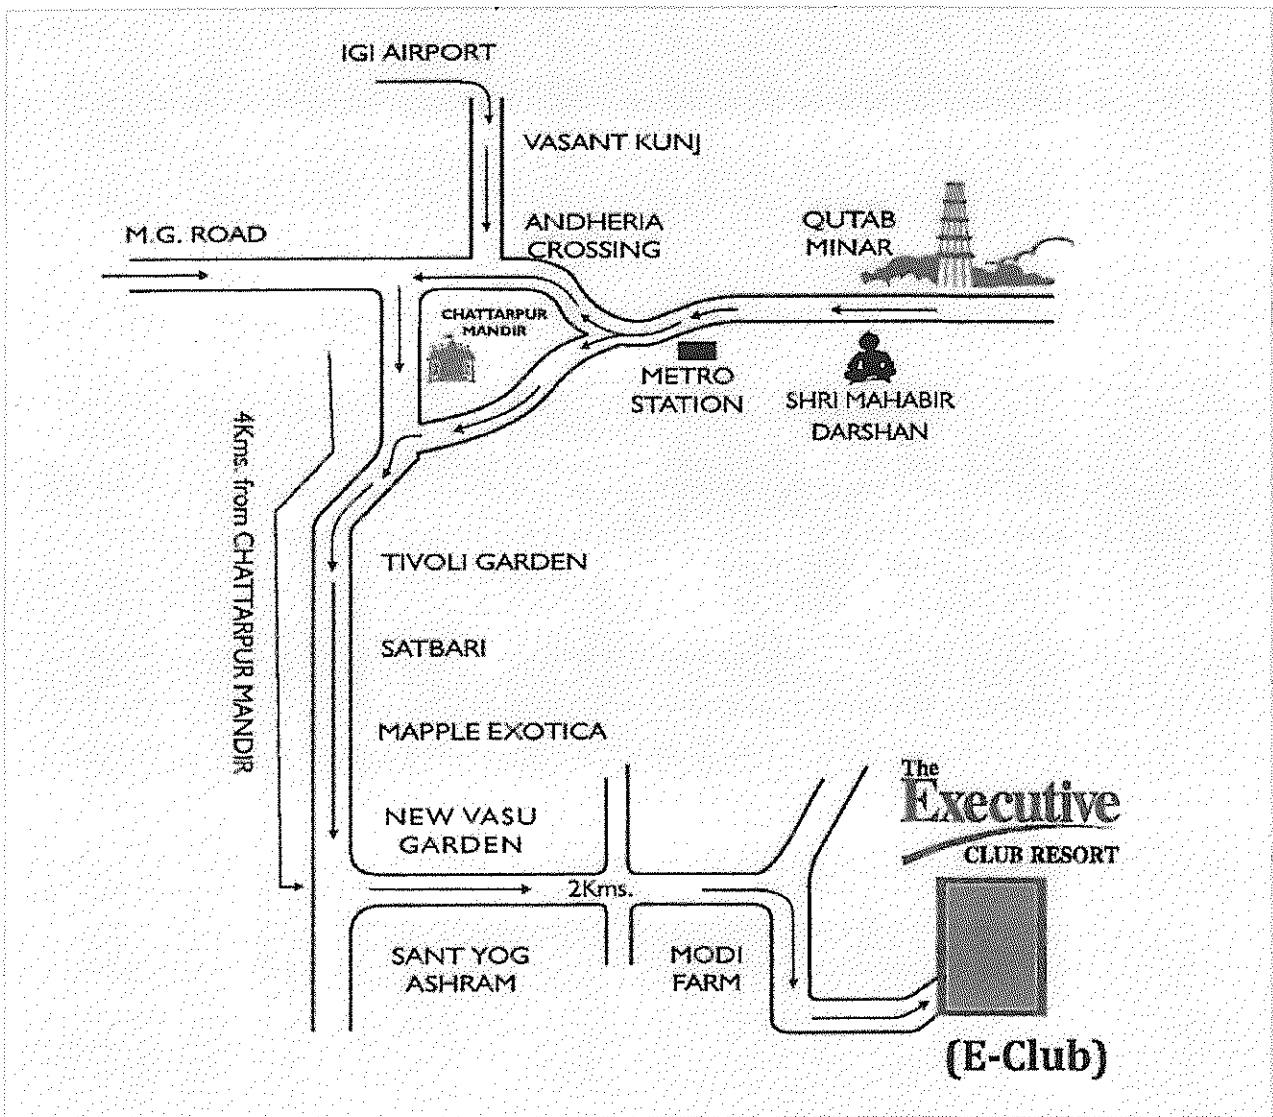 IGI AIRPORT
VASANT KUNJ
ANDHERIA
CROSSING
QUTAB
MINAR
M.G. ROAD
CHATTARPUR
MANDIR
METRO
STATION
SHRI MAHABIR
DARSHAN
4Kms. from CHATTARPUR MANDIR
TIVOLI GARDEN
SATBARI
MAPPLE EXOTICA
NEW VASU
GARDEN
The
Executive
CLUB RESORT
2Kms.
SANT YOG
ASHRAM
MODI
FARM
(E-Club)